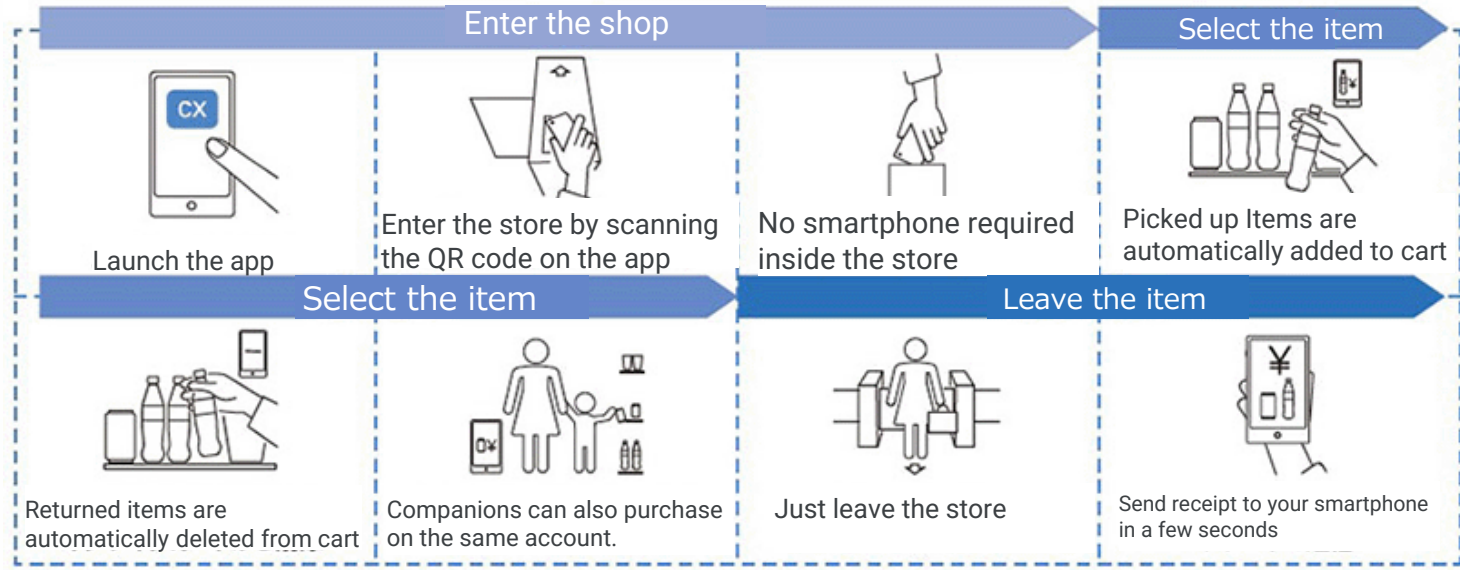 Enter the shop
Select the item
CX
¥
Launch the app
Enter the store by scanning
the QR code on the app
No smartphone required
inside the store
Picked up Items are
automatically added to cart
Select the item
Leave the item
¥
¥
Returned items are
automatically deleted from cart
Companions can also purchase
on the same account.
Just leave the store
Send receipt to your smartphone
in a few seconds